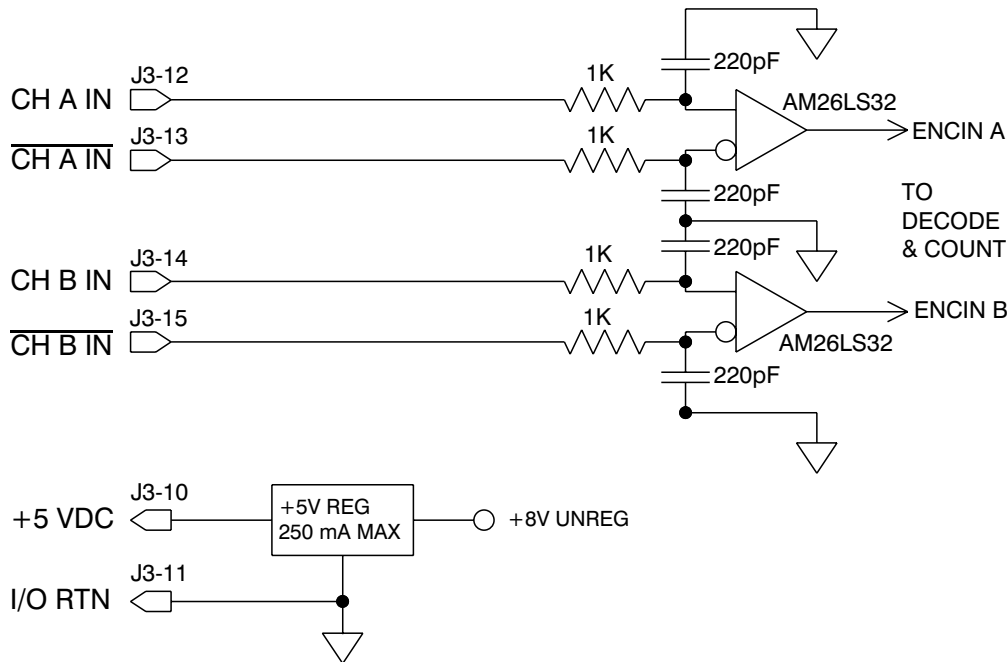 220pF
J3-12
1K
CH A IN
AM26LS32
ENCIN A
J3-13
1K
CH A IN
220pF
TO
DECODE
& COUNT
220pF
J3-14
1K
CH B IN
ENCIN B
J3-15
1K
CH B IN
AM26LS32
220pF
J3-10
+5 VDC
+5V REG
250 mA MAX
+8V UNREG
J3-11
I/O RTN